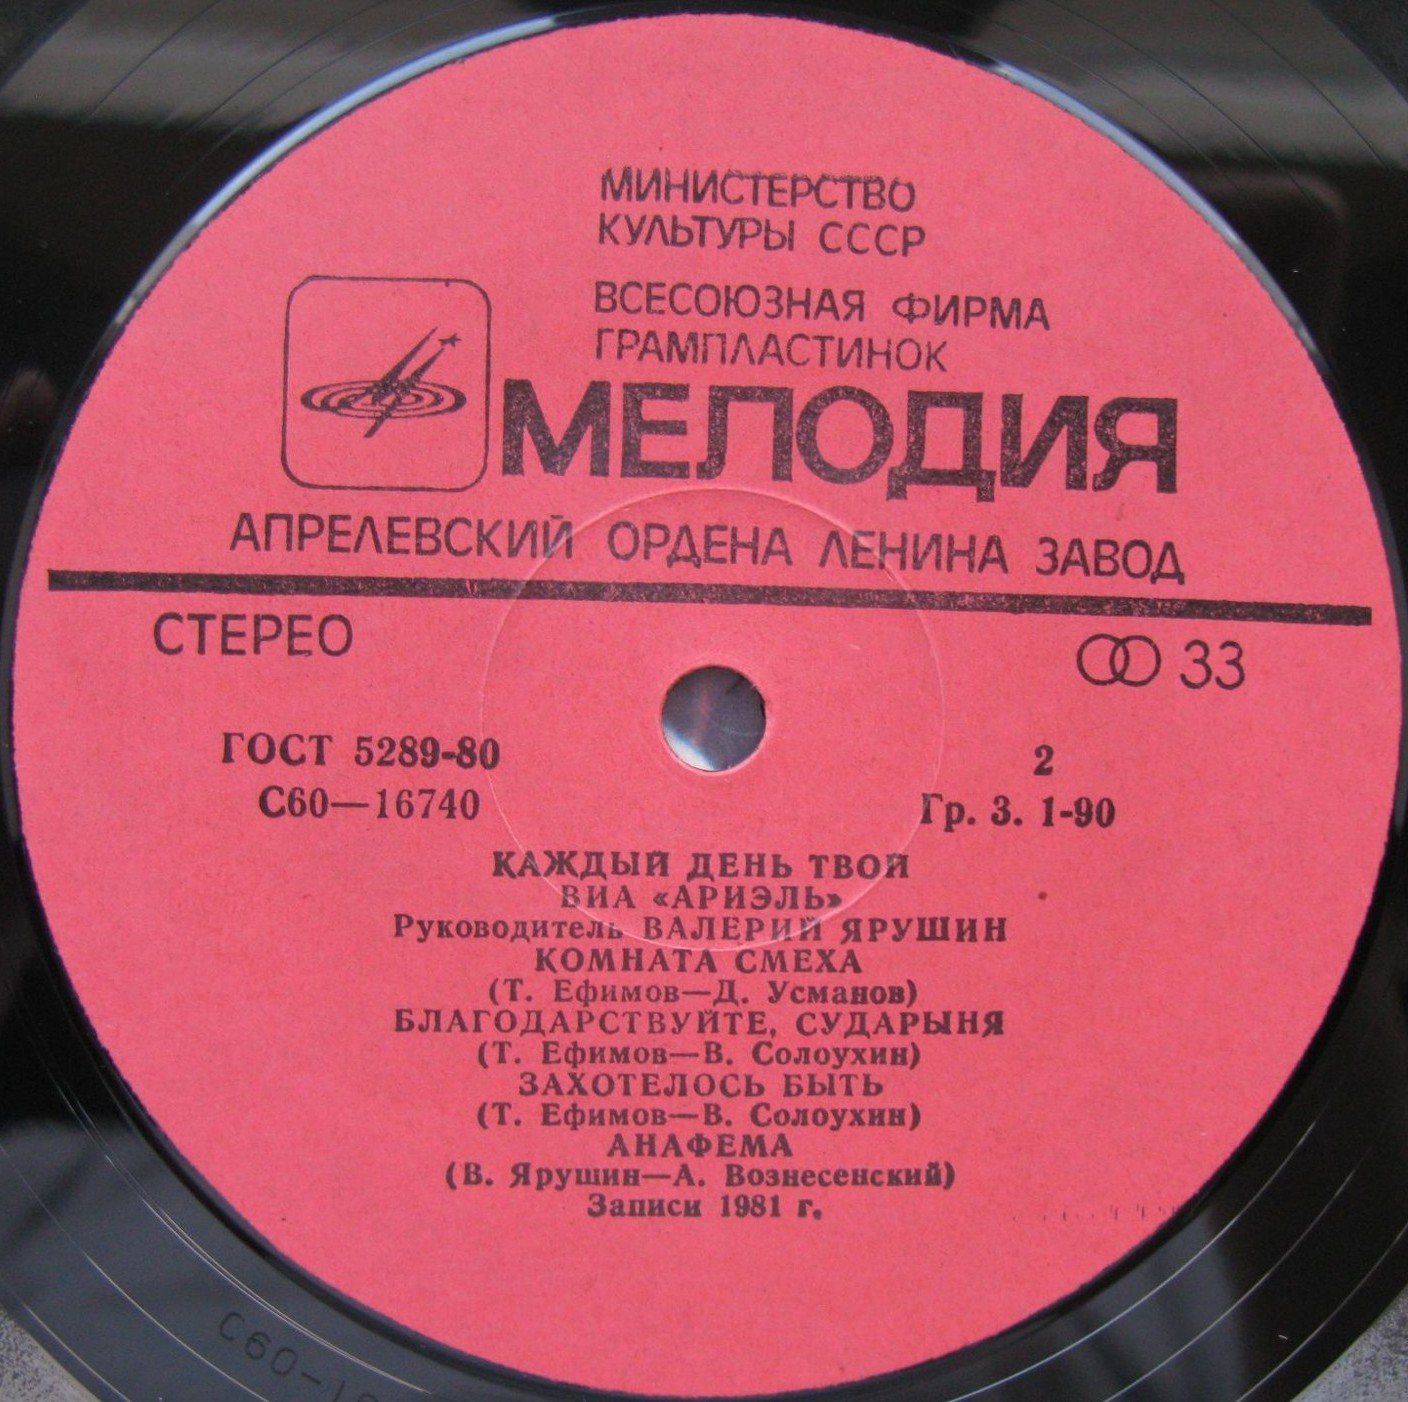 МИНИСТЕРСТВО
КУЛЬТУРЫ СССР
ВСЕСОЮЗНАЯ ФИРМА
ГРАМПЛАСТИНОК
МЕЛОДИЯ
АПРЕЛЕВСКИЙ ОРДЕНА ЛЕНИНА ЗАВОД
СТЕРЕО
33
ГОСТ 5289-80
2
С60—16740
Гр. 3. 1-90
КАЖДЫЙ ДЕНЬ ТВОЙ
ВИА «АРИЭЛЬ»
Руководитель ВАЛЕРИЙ ЯРУШИН
КОМНАТА СМЕХА
(Т. Ефимов—Д. Усманов)
БЛАГОДАРСТВУЙТЕ, СУДАРЫНЯ
(Т. Ефимов—В. Солоухин)
ЗАХОТЕЛОСЬ БЫТЬ
(Т. Ефимов—В. Солоухин)
АНАФЕМА
(В. Ярушин—А. Вознесенский)
Записи 1981 г.